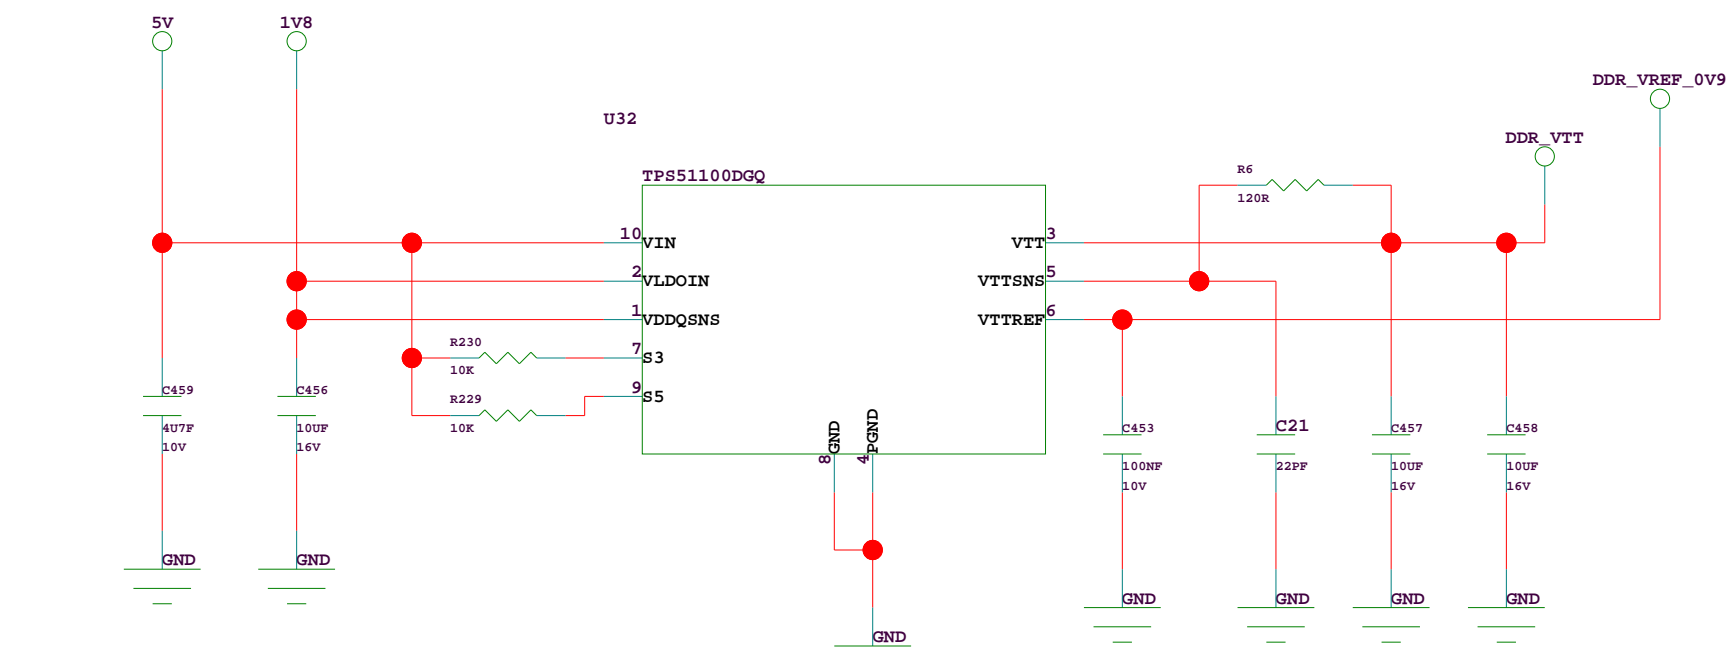 5V
1V8
DDR_VREF_0V9
U32
DDR_VTT
TPS51100DGQ
R6
120R
10
VIN
VTT
3
2
VLDOIN
VTTSNS
5
1
VDDQSNS
VTTREF
6
R230
10K
7
S3
R229
10K
9
S5
C459
4U7F
10V
C456
10UF
16V
GND
8
PGND
4
C453
100NF
10V
C21
22PF
C457
10UF
16V
C458
10UF
16V
GND
GND
GND
GND
GND
GND
GND